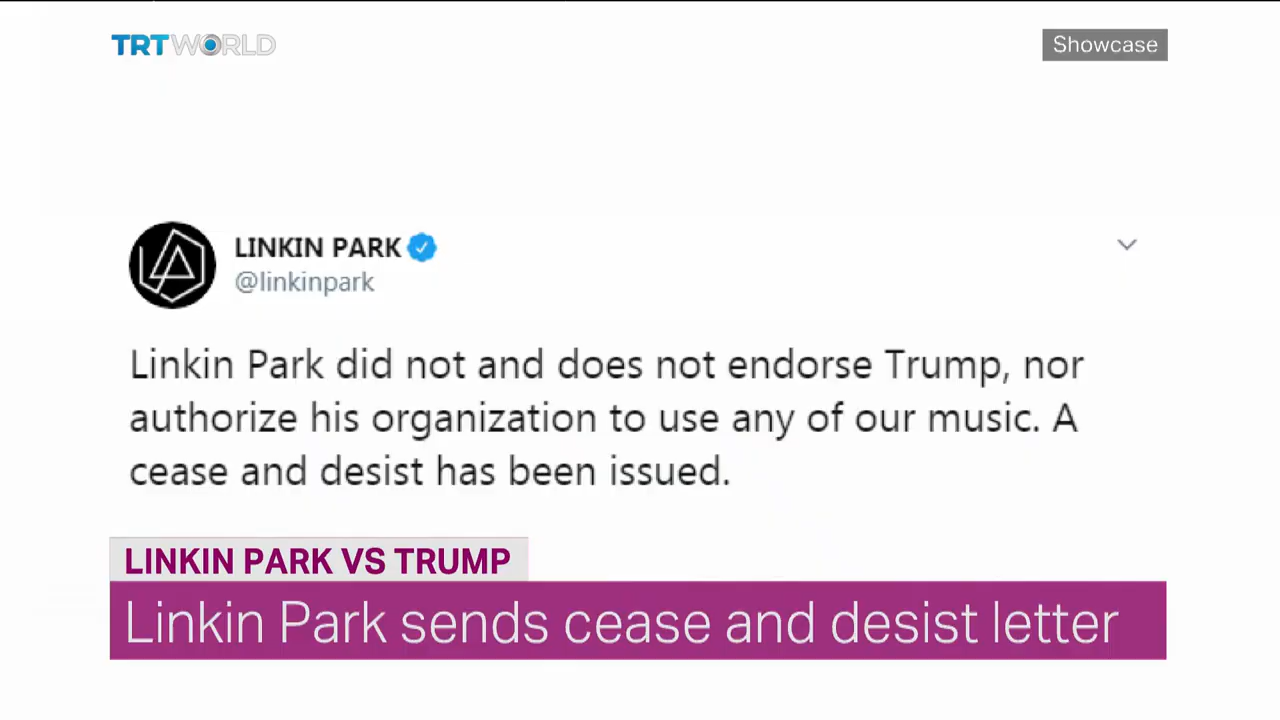 TRT WORLD
Showcase
LINKIN PARK
@linkinpark
Linkin Park did not and does not endorse Trump, nor
authorize his organization to use any of our music. A
cease and desist has been issued.
LINKIN PARK VS TRUMP
Linkin Park sends cease and desist letter